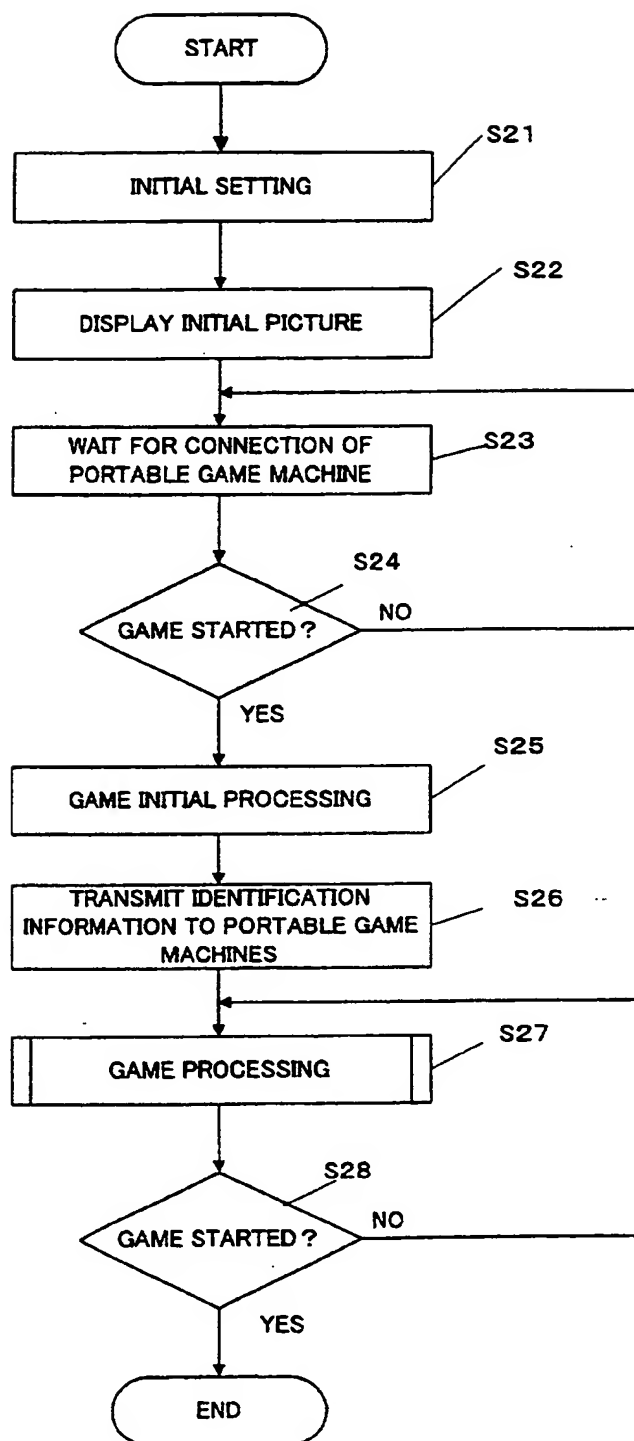 START
S21
INITIAL SETTING
S22
DISPLAY INITIAL PICTURE
WAIT FOR CONNECTION OF
PORTABLE GAME MACHINE
S23
S24
GAME STARTED?
NO
YES
S25
GAME INITIAL PROCESSING
TRANSMIT IDENTIFICATION
INFORMATION TO PORTABLE GAME
MACHINES
S26
S27
GAME PROCESSING
S28
GAME STARTED?
NO
YES
END